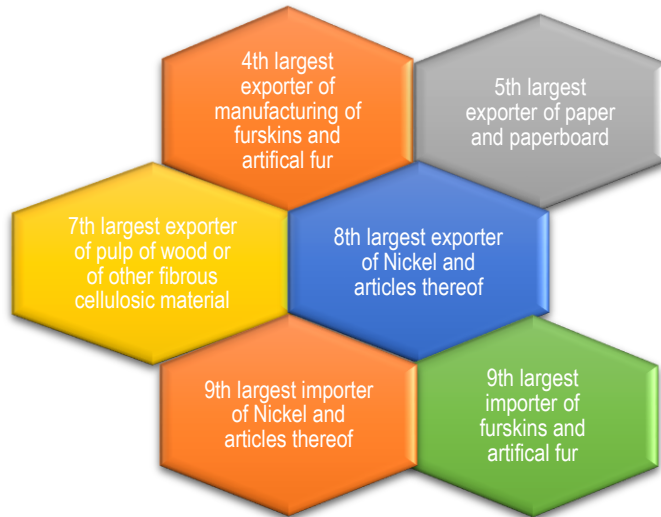 4th largest
exporter of
manufacturing of
furskins and
artifical fur
5th largest
exporter of paper
and paperboard
7th largest exporter
of pulp of wood or
of other fibrous
cellulosic material
8th largest exporter
of Nickel and
articles thereof
9th largest importer
of Nickel and
articles thereof
9th largest
importer of
furskins and
artifical fur